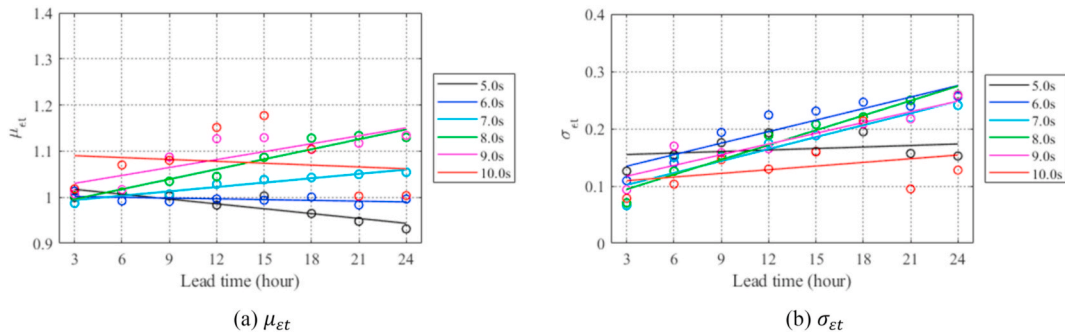 1.4
1.3
1.2
1.1
1
0.9
μεt
3 6 9 12 15 18 21 24
Lead time (hour)
5.0s
6.0s
7.0s
8.0s
9.0s
10.0s
(a) μεt
0.4
0.3
0.2
0.1
0
σεt
3 6 9 12 15 18 21 24
Lead time (hour)
5.0s
6.0s
7.0s
8.0s
9.0s
10.0s
(b) σεt